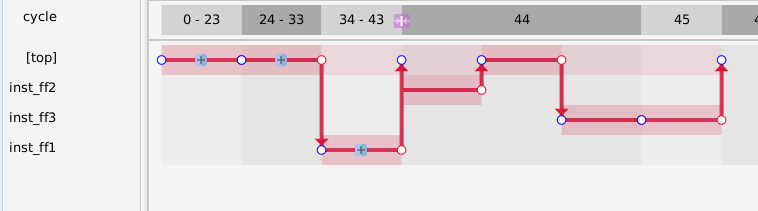 cycle 0 - 23 24 - 33 34 - 43 44 45
[top]
inst_ff2
inst_ff3
inst_ff1